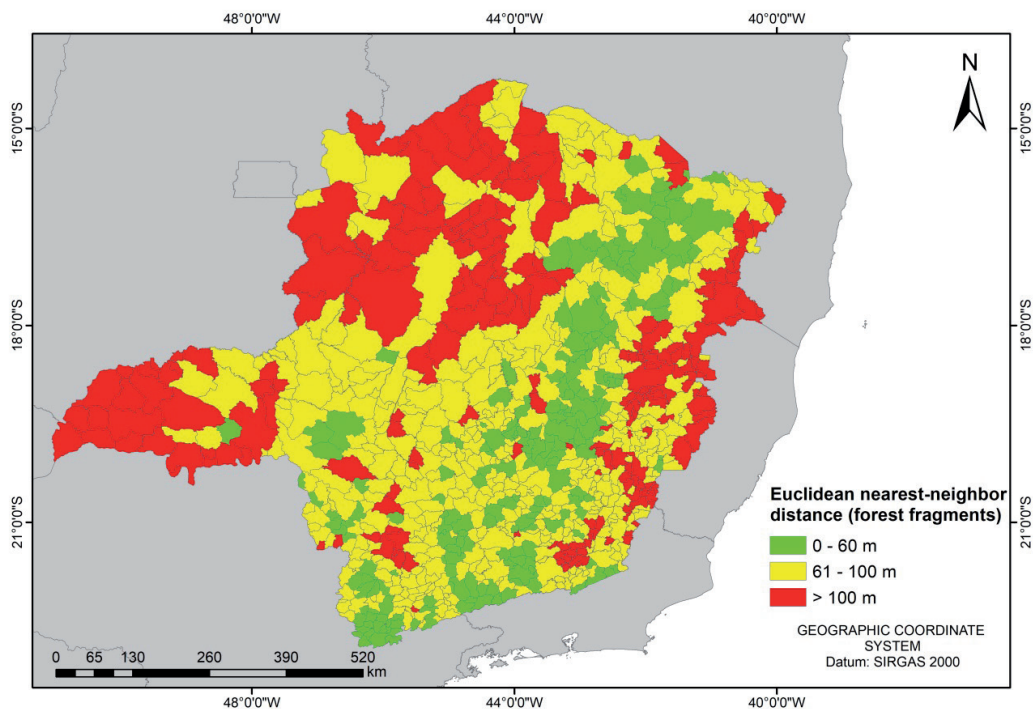 48°0'0"W 44°0'0"W 40°0'0"W
N
15°0'0"S 15°0'0"S
18°0'0"S 18°0'0"S
21°0'0"S 21°0'0"S
Euclidean nearest-neighbor
distance (forest fragments)
0 - 60 m
61 - 100 m
> 100 m
GEOGRAPHIC COORDINATE
SYSTEM
Datum: SIRGAS 2000
0 65 130 260 390 520
km
48°0'0"W 44°0'0"W 40°0'0"W